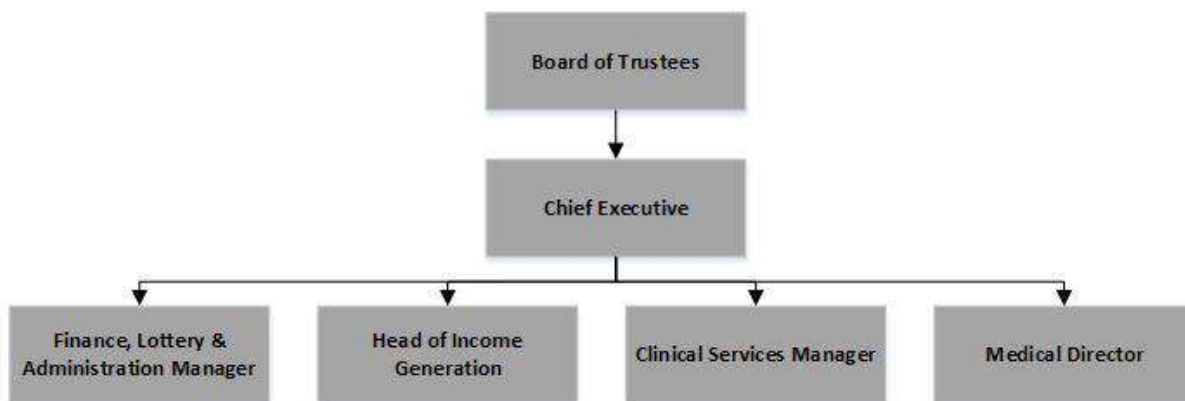 Board of Trustees
Chief Executive
Finance, Lottery &
Administration Manager
Head of Income
Generation
Clinical Services Manager
Medical Director